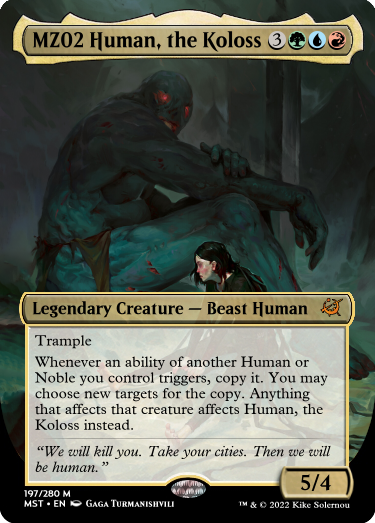 MZ02 Human, the Koloss 3
Legendary Creature — Beast Human
Trample
Whenever an ability of another Human or
Noble you control triggers, copy it. You may
choose new targets for the copy. Anything
that affects that creature affects Human, the
Koloss instead.
“We will kill you. Take your cities. Then we will
be human.”
5/4
197/280 M
MST • EN Gaga Turmanishvili
™ & © 2022 Kike Solernou